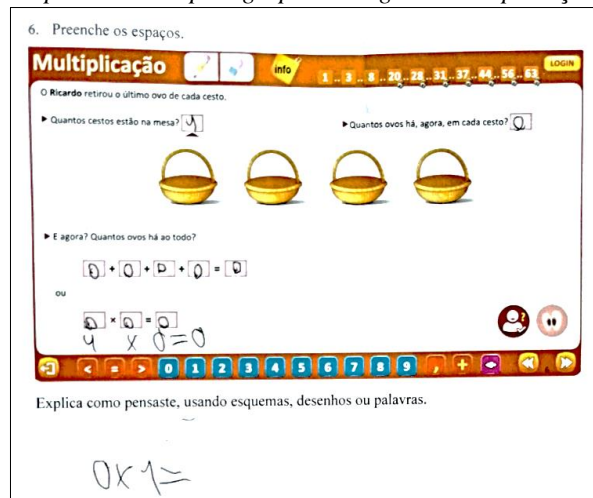 6. Preenche os espaços.
Multiplicação
info
1 .. 3 .. 8 .. 20 .. 28 .. 31 .. 37 .. 44 .. 56 .. 63
LOGIN
O Ricardo retirou o último ovo de cada cesto.
▶ Quantos cestos estão na mesa? 4
▶ Quantos ovos há, agora, em cada cesto? 0
▶ E agora? Quantos ovos há ao todo?
0 + 0 + 0 + 0 = 0
ou
0 × 0 = 0
4 x 0 = 0
< = > 0 1 2 3 4 5 6 7 8 9 , +
Explica como pensaste, usando esquemas, desenhos ou palavras.
0x1=